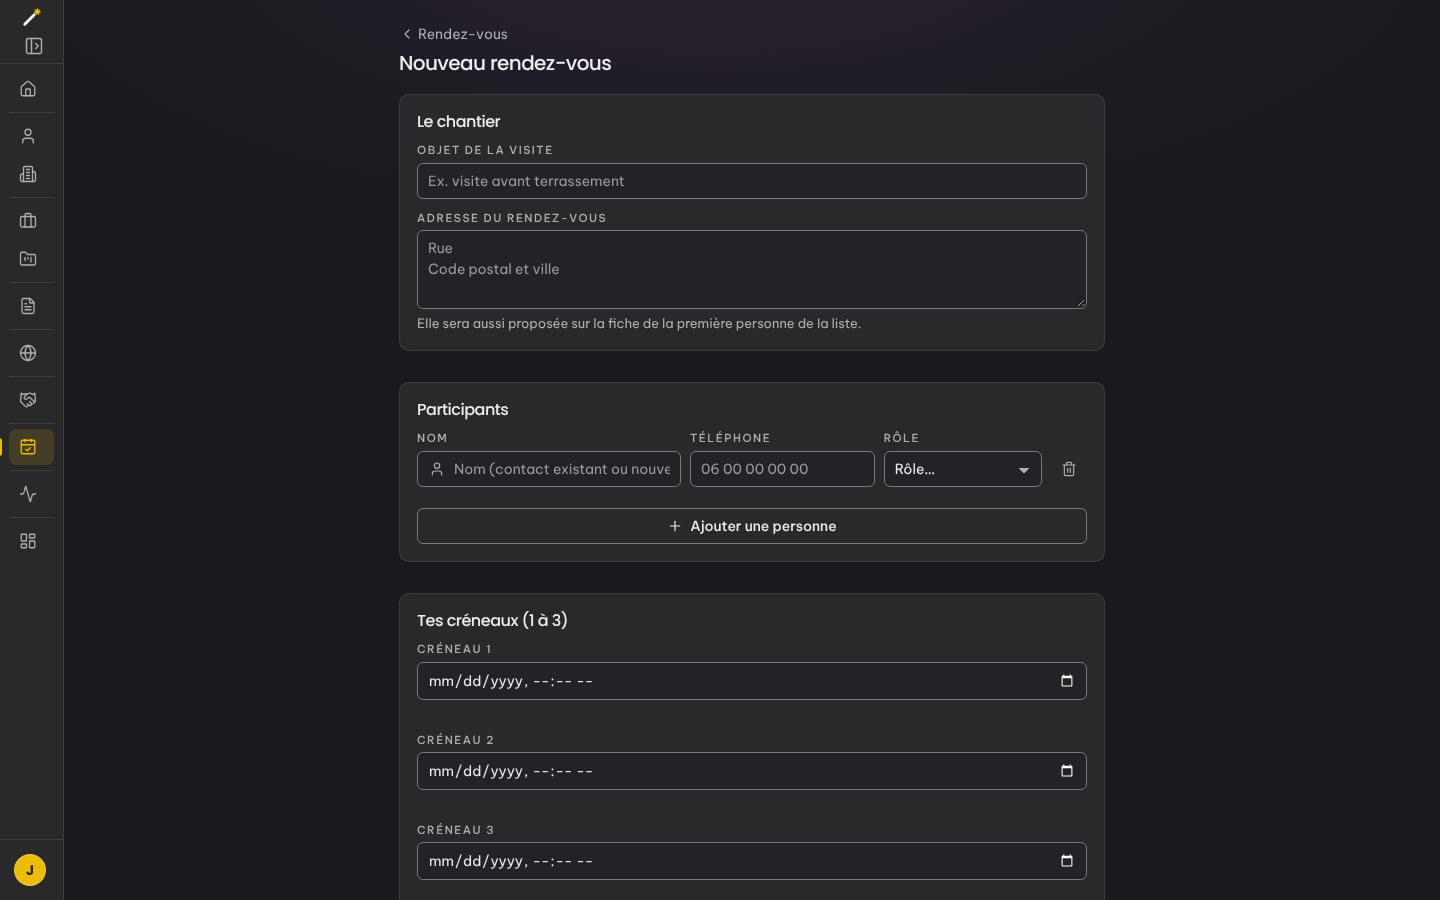 Rendez-vous
Nouveau rendez-vous
Le chantier
OBJET DE LA VISITE
Ex. visite avant terrassement
ADRESSE DU RENDEZ-VOUS
Rue
Code postal et ville
Elle sera aussi proposée sur la fiche de la première personne de la liste.
Participants
NOM TÉLÉPHONE RÔLE
Nom (contact existant ou nouve 06 00 00 00 00 Rôle...
Ajouter une personne
Tes créneaux (1 à 3)
CRÉNEAU 1
mm/dd/yyyy, --:-- --
CRÉNEAU 2
mm/dd/yyyy, --:-- --
CRÉNEAU 3
mm/dd/yyyy, --:-- --
J